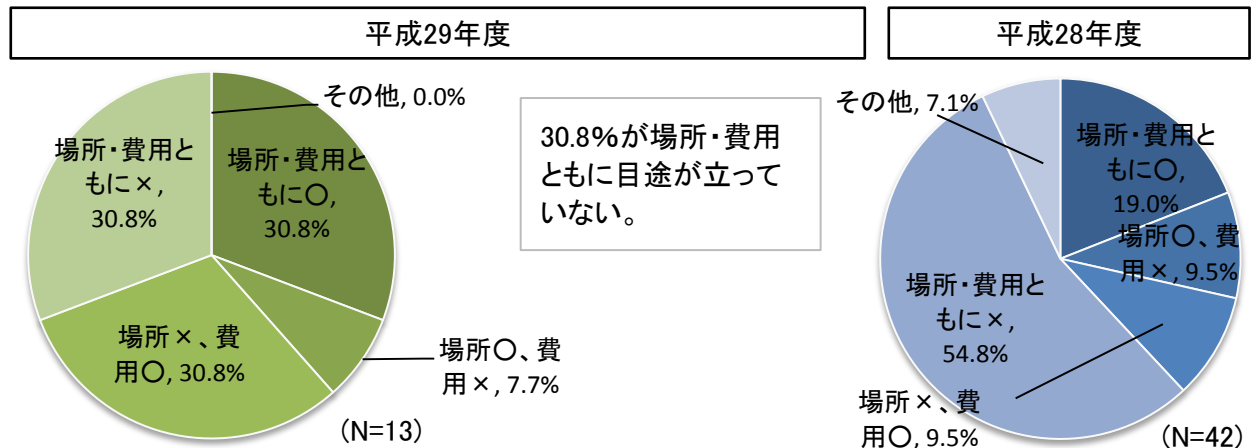 平成29年度
その他, 0.0%
場所・費用と
もに〇,
30.8%
場所〇、費
用×, 7.7%
場所×、費
用〇, 30.8%
場所・費用と
もに×,
30.8%
(N=13)
30.8%が場所・費用
ともに目途が立って
いない。
平成28年度
その他, 7.1%
場所・費用と
もに〇,
19.0%
場所〇、費
用×, 9.5%
場所×、費
用〇, 9.5%
場所・費用と
もに×,
54.8%
(N=42)